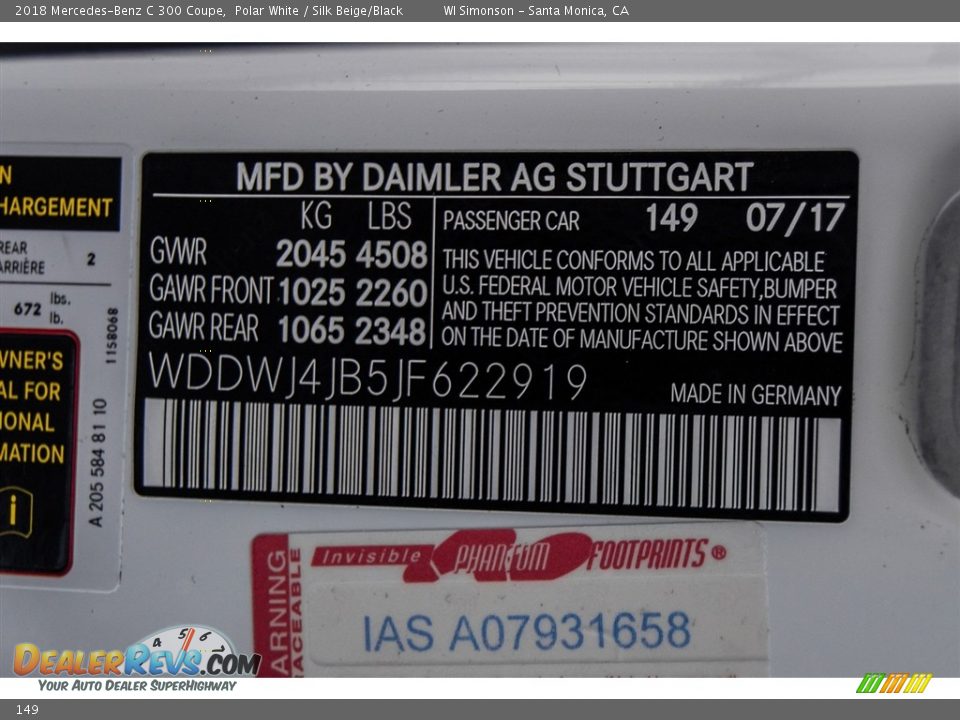 2018 Mercedes-Benz C 300 Coupe, Polar White / Silk Beige/Black WI Simonson - Santa Monica, CA
MFD BY DAIMLER AG STUTTGART
KG LBS
GVWR 2045 4508
GAWR FRONT 1025 2260
GAWR REAR 1065 2348
PASSENGER CAR 149 07/17
THIS VEHICLE CONFORMS TO ALL APPLICABLE
U.S. FEDERAL MOTOR VEHICLE SAFETY,BUMPER
AND THEFT PREVENTION STANDARDS IN EFFECT
ON THE DATE OF MANUFACTURE SHOWN ABOVE
WDDWJ4JB5JF622919
MADE IN GERMANY
N
HARGEMENT
REAR
ARRIÈRE 2
672 lbs.
lb.
1158068
WNER'S
AL FOR
IONAL
MATION
i
A 205 584 81 10
ARNING
RACEABLE
Invisible PHANTOM FOOTPRINTS®
IAS A07931658
4 5 6
DEALERREVS.COM
YOUR AUTO DEALER SUPERHIGHWAY
149